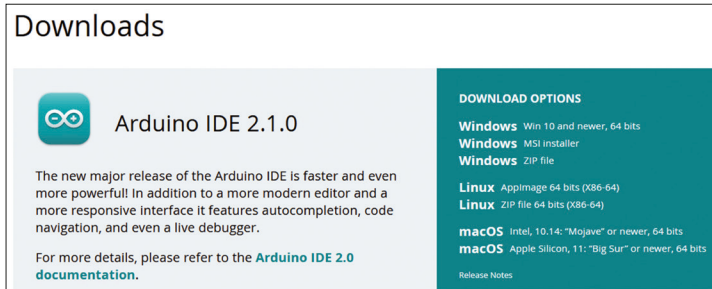 Downloads
Arduino IDE 2.1.0
The new major release of the Arduino IDE is faster and even
more powerful! In addition to a more modern editor and a
more responsive interface it features autocompletion, code
navigation, and even a live debugger.
For more details, please refer to the Arduino IDE 2.0
documentation.
DOWNLOAD OPTIONS
Windows Win 10 and newer, 64 bits
Windows MSI installer
Windows ZIP file
Linux AppImage 64 bits (X86-64)
Linux ZIP file 64 bits (X86-64)
macOS Intel, 10.14: “Mojave” or newer, 64 bits
macOS Apple Silicon, 11: “Big Sur” or newer, 64 bits
Release Notes